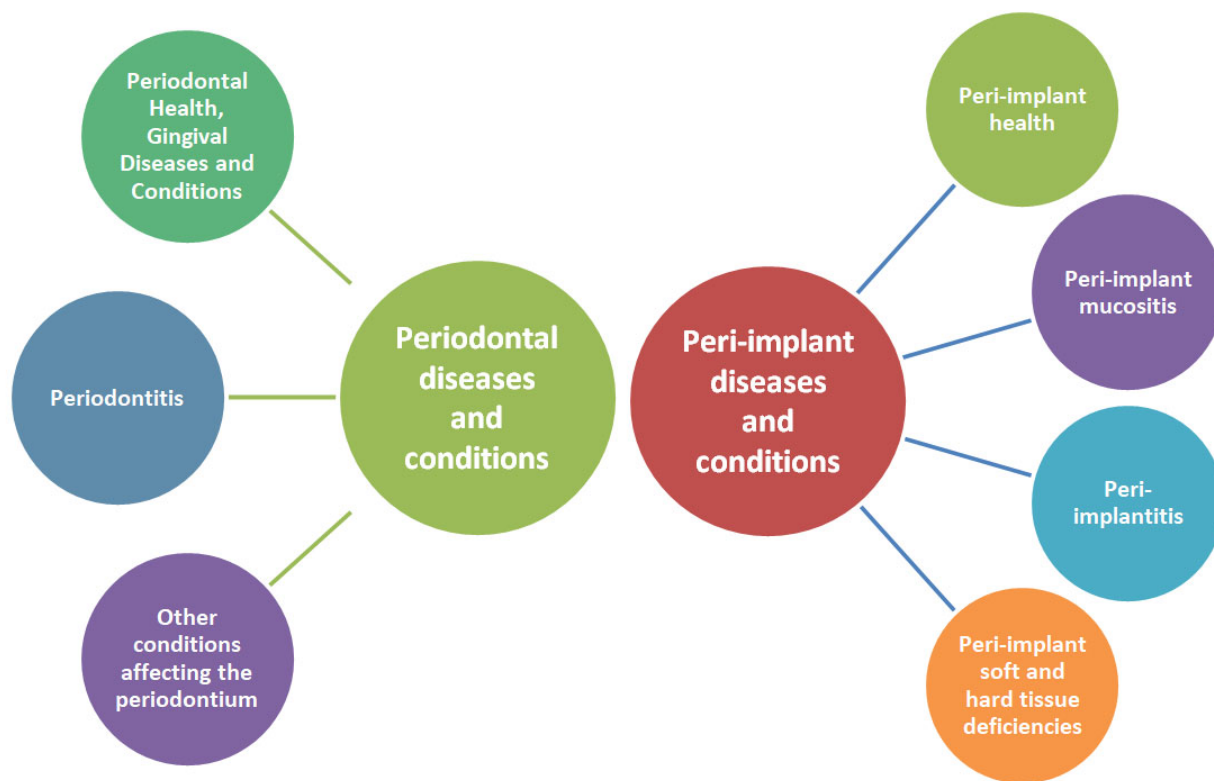 Periodontal
Health,
Gingival
Diseases and
Conditions
Periodontitis
Other
conditions
affecting the
periodontium
Periodontal
diseases
and
conditions
Peri-implant
diseases
and
conditions
Peri-implant
health
Peri-implant
mucositis
Peri-
implantitis
Peri-implant
soft and
hard tissue
deficiencies